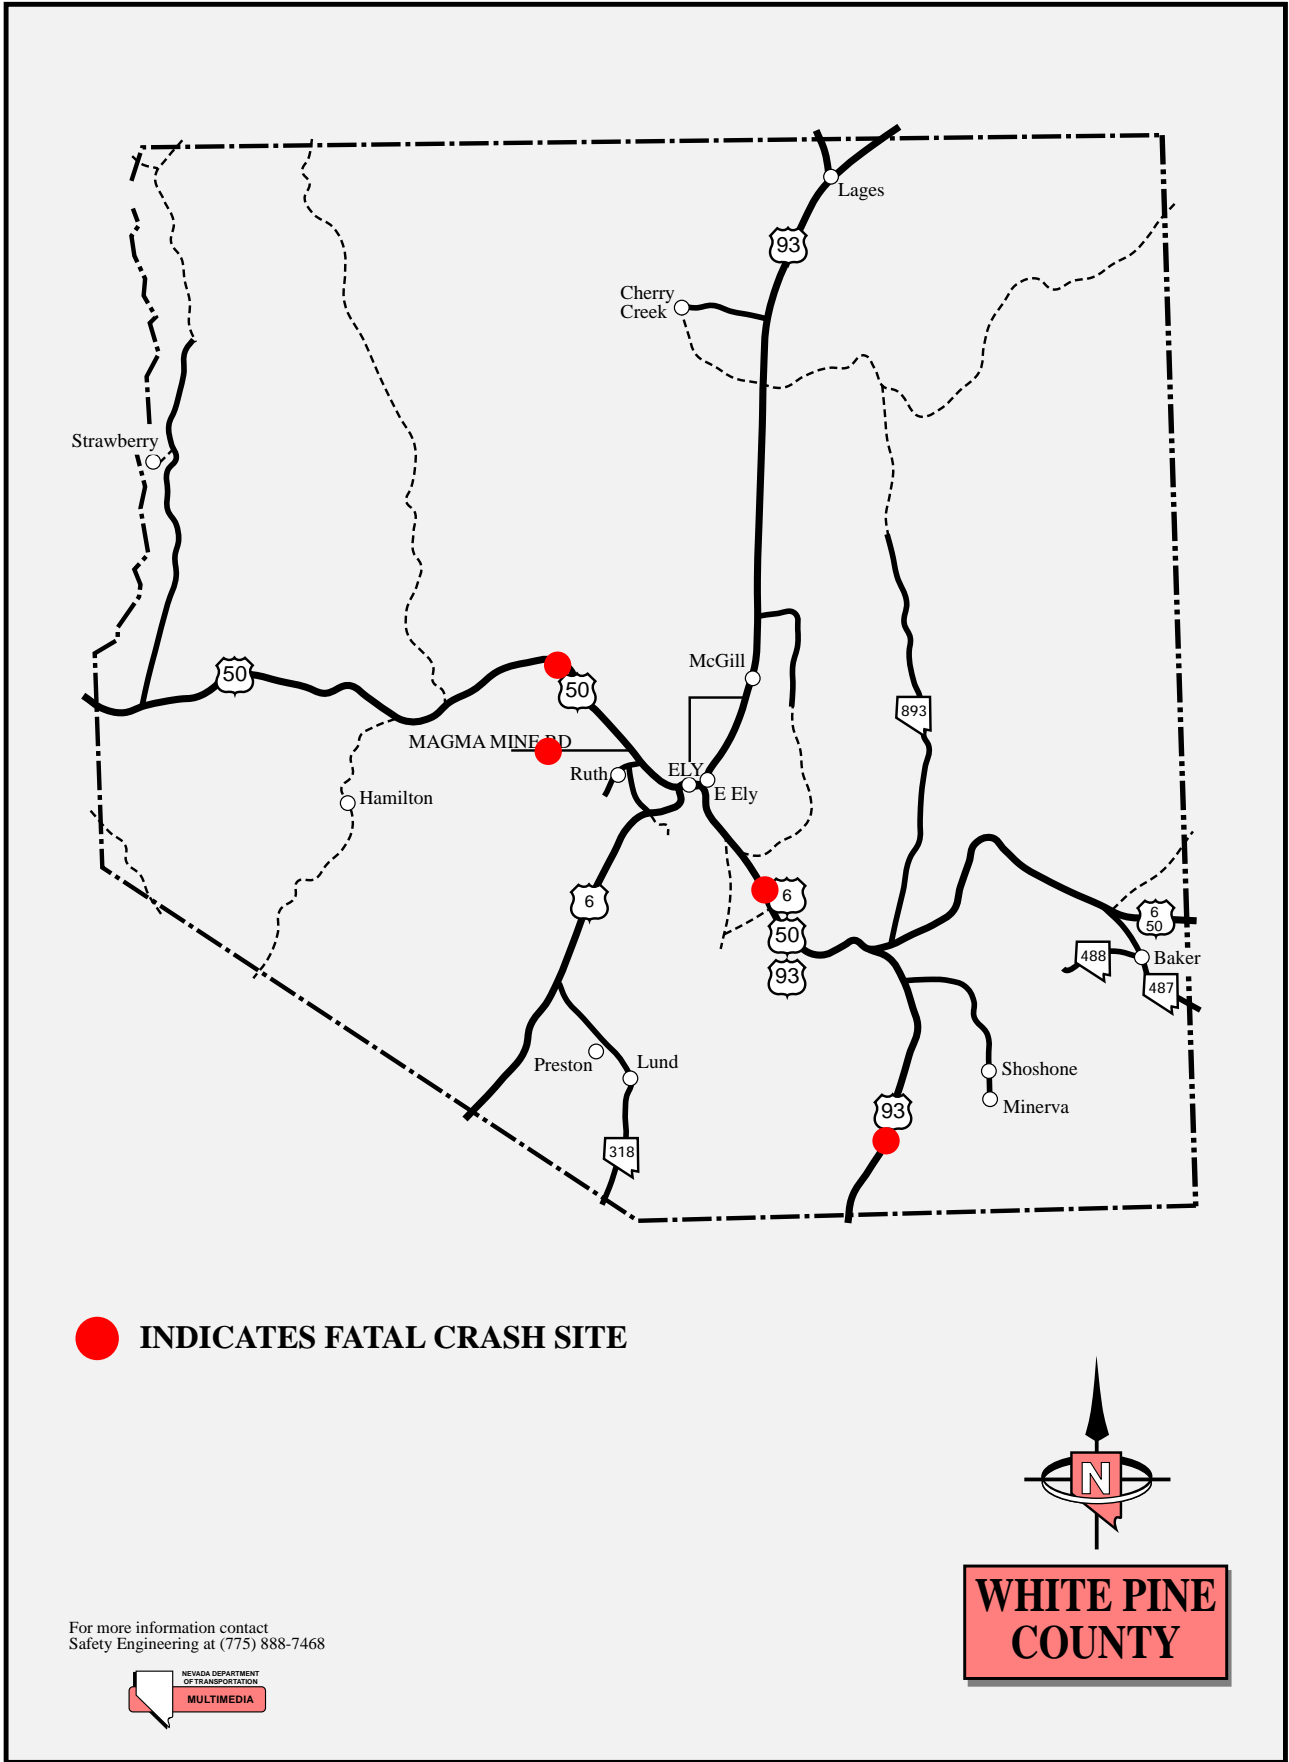 Lages
93
Cherry
Creek
Strawberry
McGill
50
50
893
MAGMA MINE RD
Ruth
ELY
E Ely
Hamilton
6
6
6
50
50
93
488
Baker
487
Preston
Lund
Shoshone
93
Minerva
318
INDICATES FATAL CRASH SITE
N
WHITE PINE
COUNTY
For more information contact
Safety Engineering at (775) 888-7468
NEVADA DEPARTMENT
OF TRANSPORTATION
MULTIMEDIA